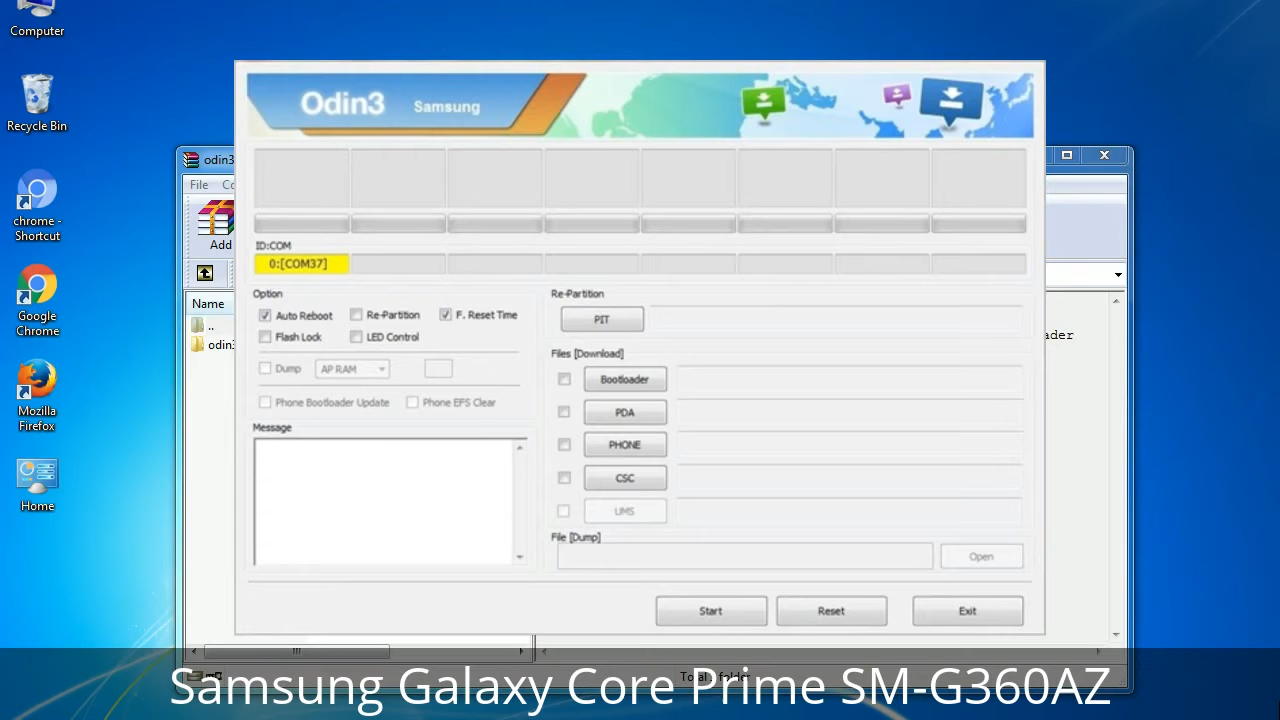 Computer
Recycle Bin
chrome -
Shortcut
Google
Chrome
Mozilla
Firefox
Home
odin3
File
Add
Name
..
odin3
Odin3 Samsung
ID:COM
0:[COM37]
Option
Auto Reboot
Re-Partition
F. Reset Time
Flash Lock
LED Control
Dump
AP RAM
Phone Bootloader Update
Phone EFS Clear
Message
Re-Partition
PIT
Files [Download]
Bootloader
PDA
PHONE
CSC
UMS
File [Dump]
Open
Start
Reset
Exit
Samsung Galaxy Core Prime SM-G360AZ